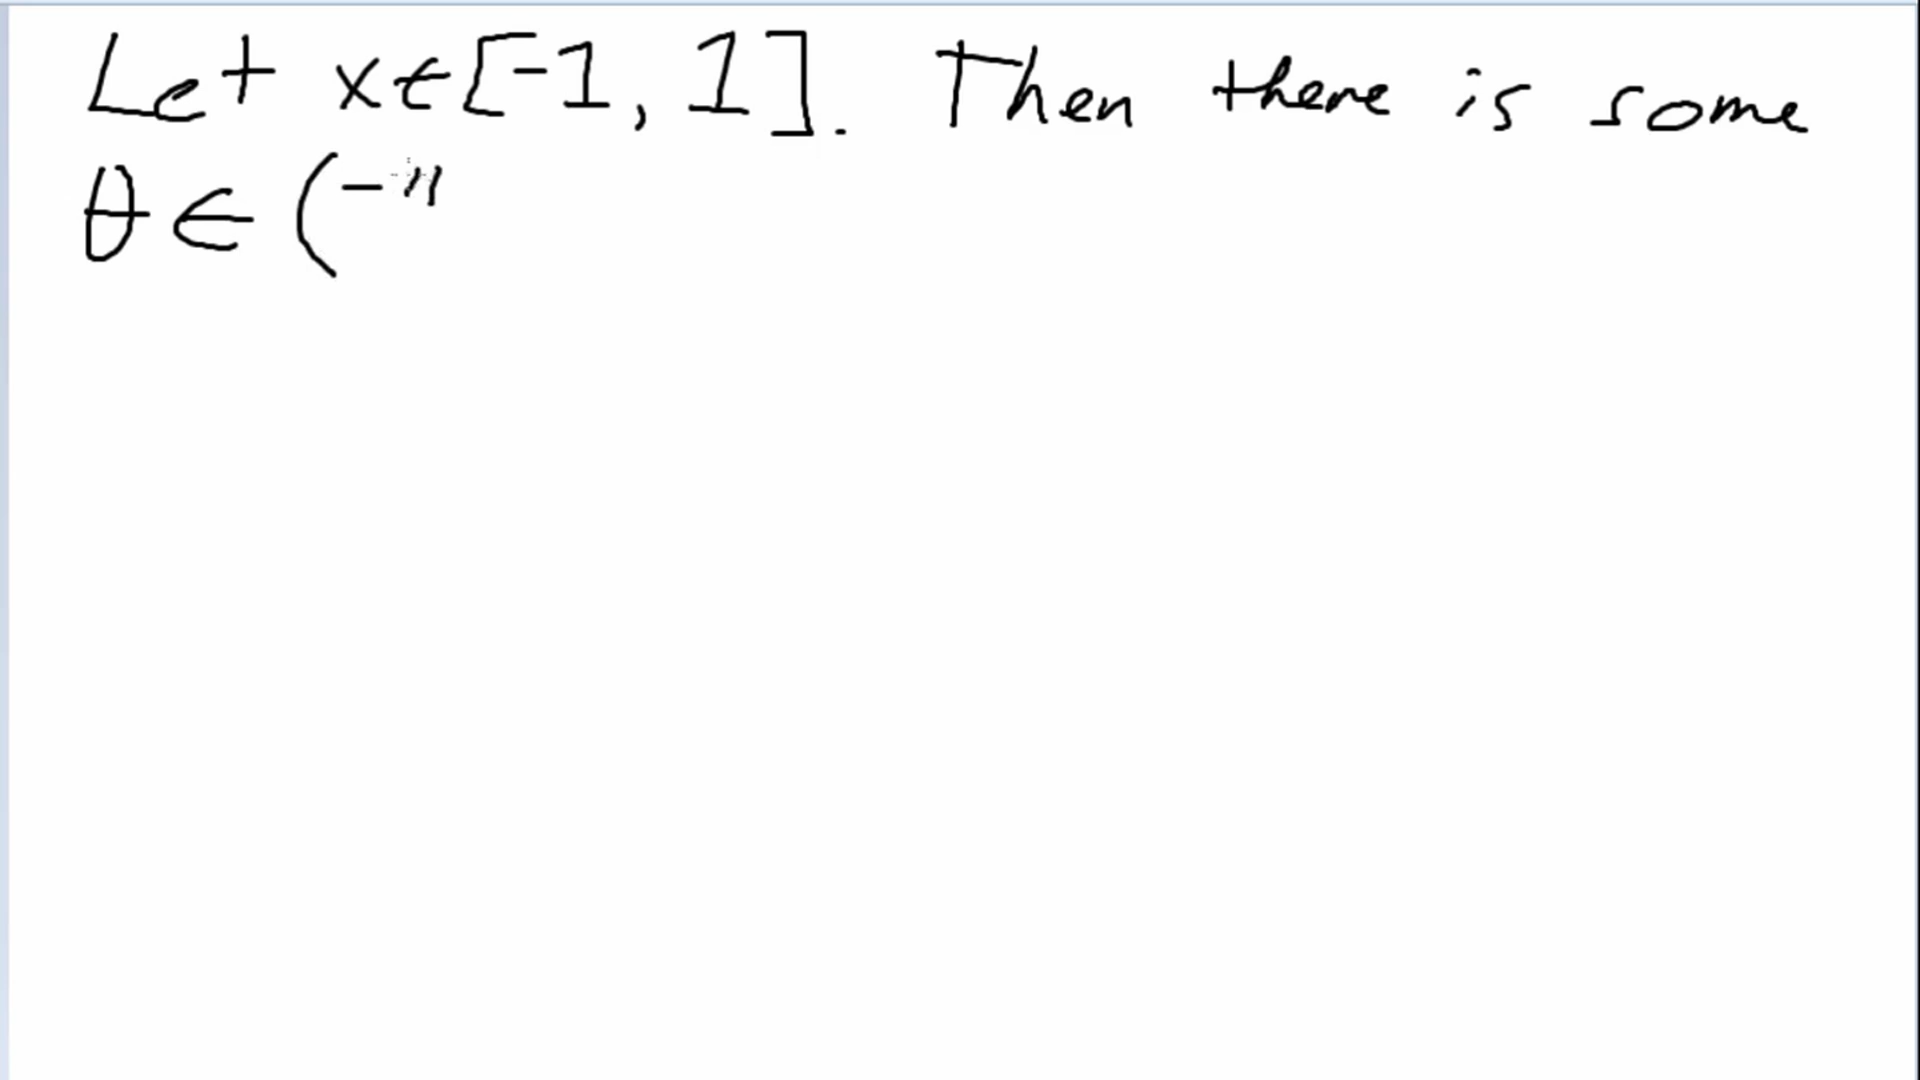 Let x∈[-1, 1]. Then there is some
θ∈(-